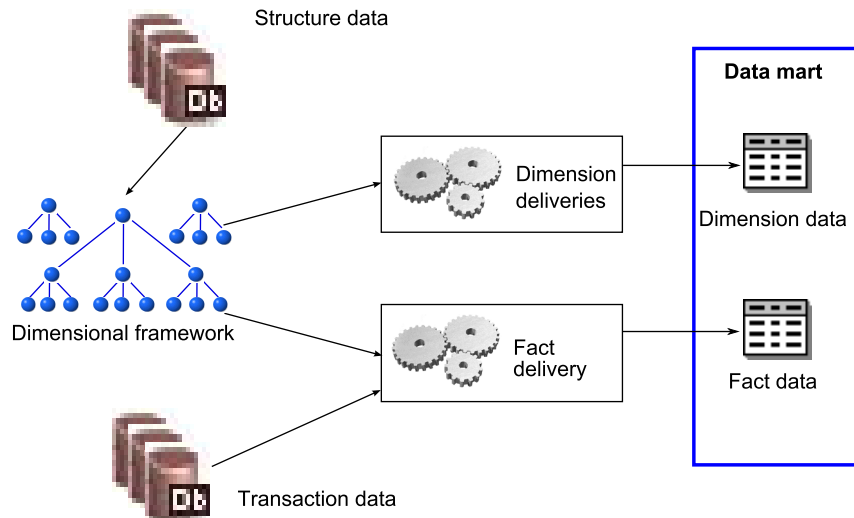 Structure data
Db
Data mart
Dimension
deliveries
Dimension data
Dimensional framework
Fact
delivery
Fact data
Db
Transaction data